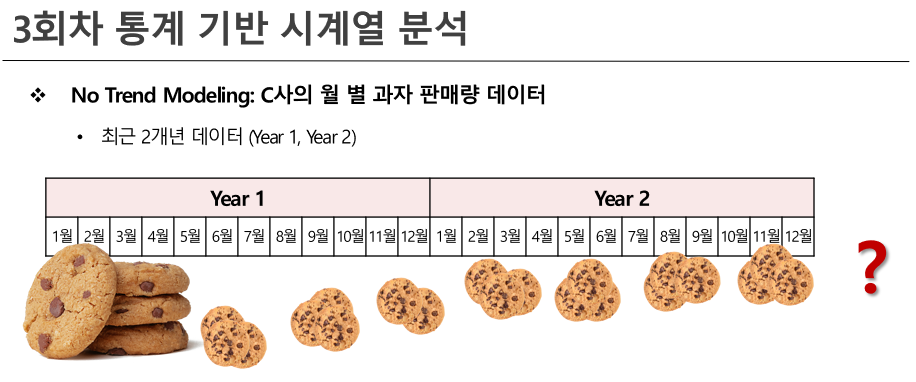 3회차 통계 기반 시계열 분석
❖ No Trend Modeling: C사의 월 별 과자 판매량 데이터
• 최근 2개년 데이터 (Year 1, Year 2)
Year 1 Year 2
1월 2월 3월 4월 5월 6월 7월 8월 9월 10월 11월 12월 1월 2월 3월 4월 5월 6월 7월 8월 9월 10월 11월 12월
?